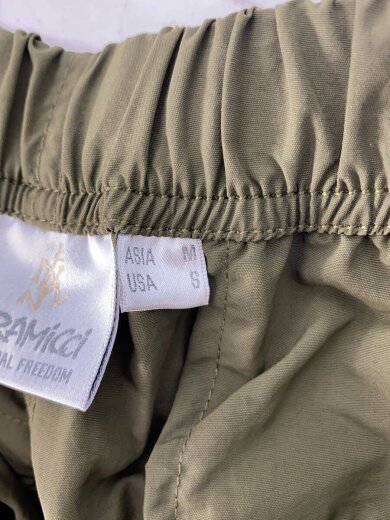 RAMiCCi
AL FREEDOM
ASIA M
USA S